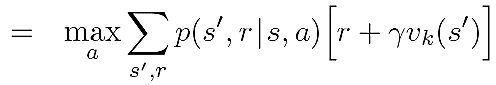 = max_a ∑_{s′,r} p(s′, r | s, a) [ r + γv_k(s′) ]